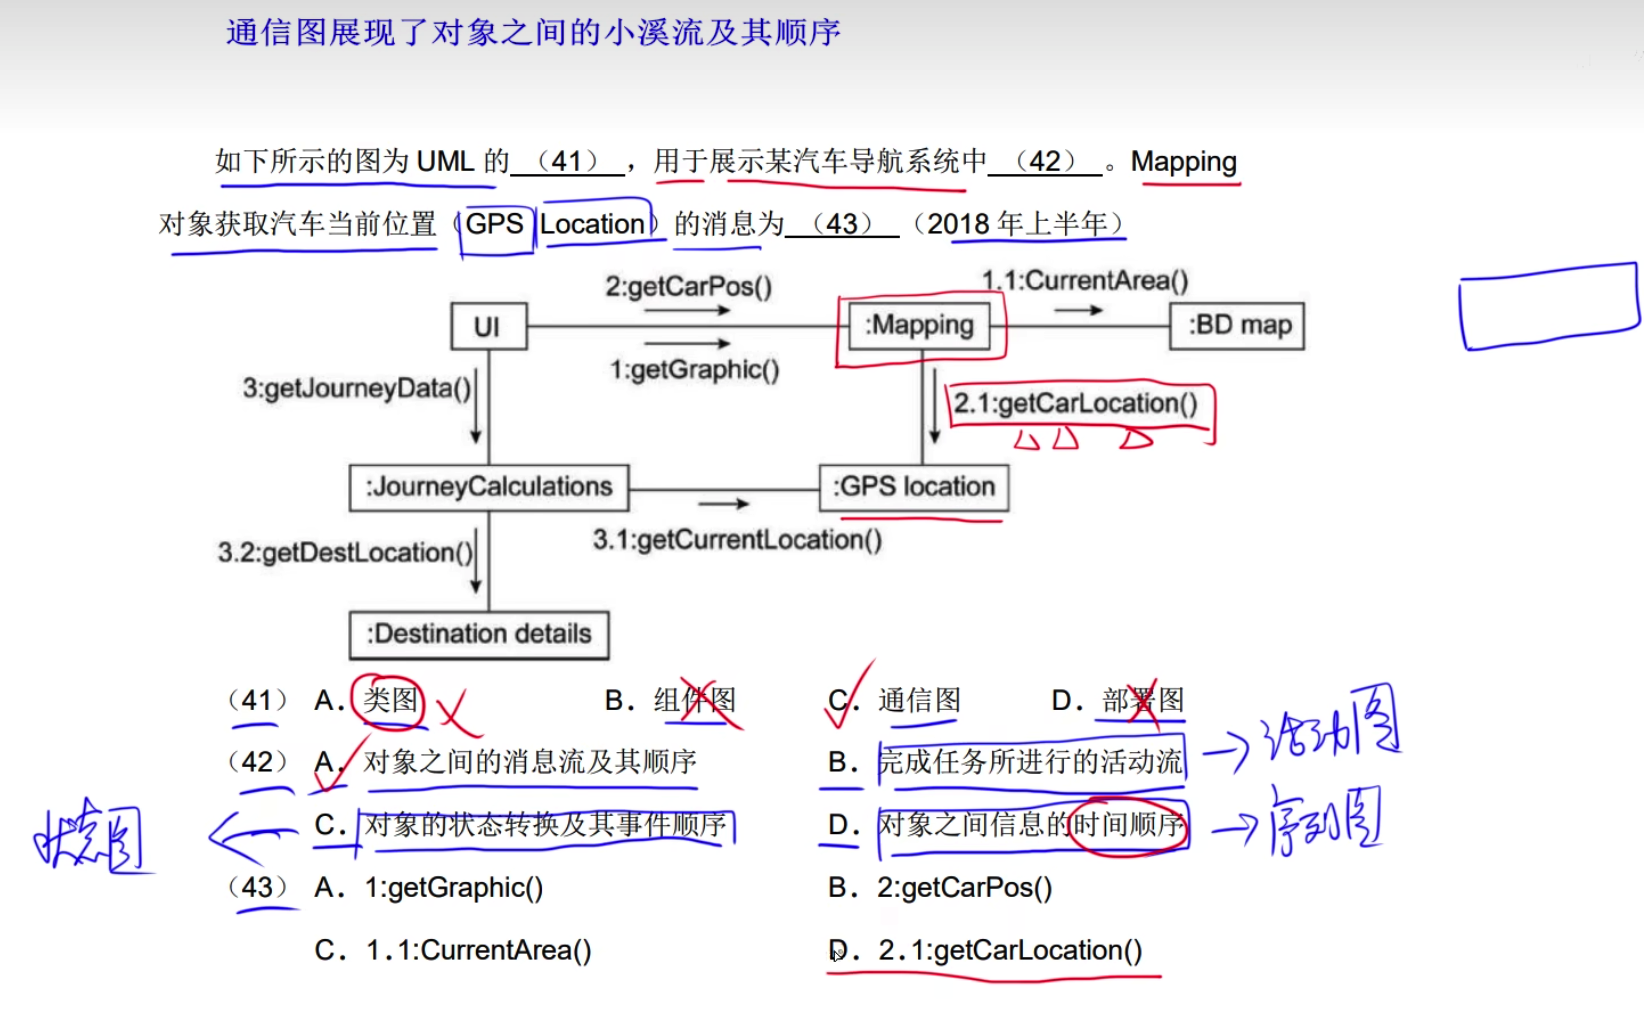 通信图展现了对象之间的小溪流及其顺序
如下所示的图为 UML 的 （41） ，用于展示某汽车导航系统中 （42） 。Mapping
对象获取汽车当前位置（GPS Location）的消息为 （43） （2018 年上半年）
2:getCarPos()
1.1:CurrentArea()
UI
:Mapping
:BD map
1:getGraphic()
3:getJourneyData()
2.1:getCarLocation()
:JourneyCalculations
:GPS location
3.2:getDestLocation()
3.1:getCurrentLocation()
:Destination details
（41） A. 类图 B. 组件图 C. 通信图 D. 部署图
（42） A. 对象之间的消息流及其顺序 B. 完成任务所进行的活动流
活动图
C. 对象的状态转换及其事件顺序 D. 对象之间信息的时间顺序
状态图
序列图
（43） A. 1:getGraphic() B. 2:getCarPos()
C. 1.1:CurrentArea() D. 2.1:getCarLocation()